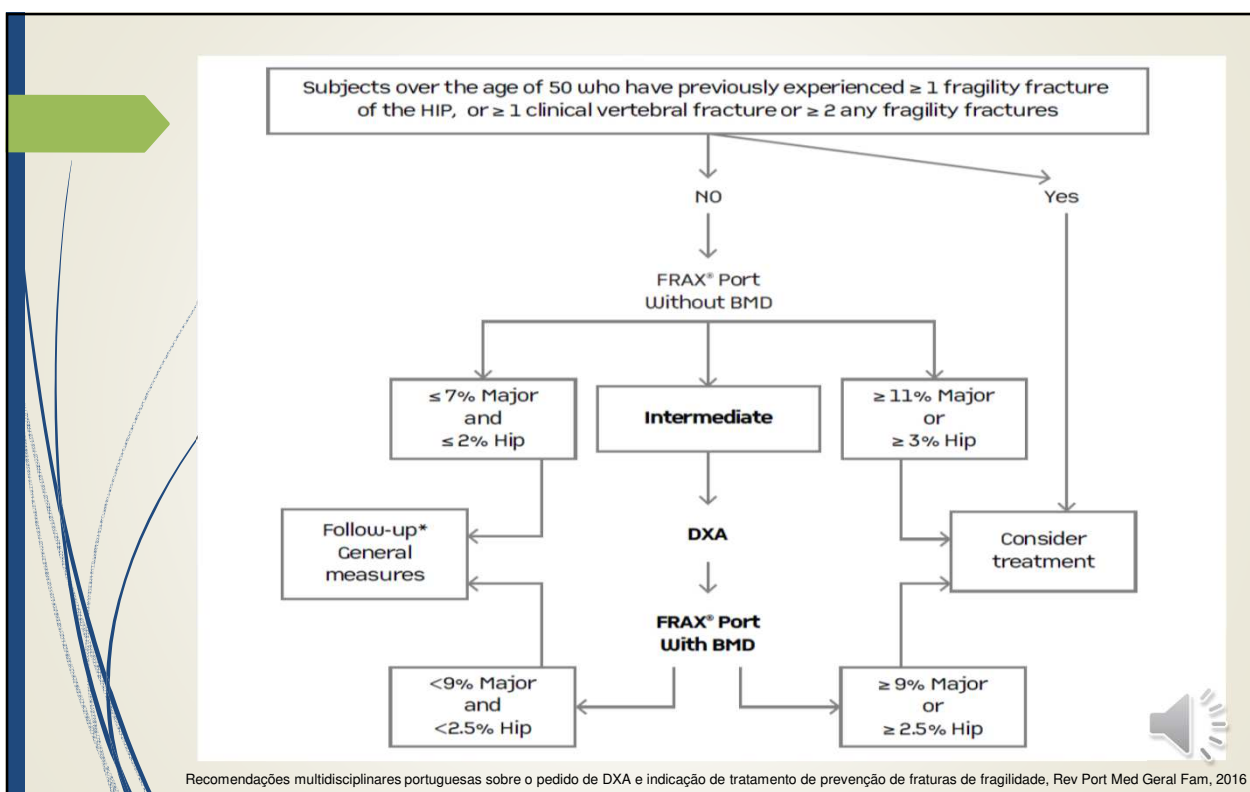 Subjects over the age of 50 who have previously experienced ≥ 1 fragility fracture
of the HIP, or ≥ 1 clinical vertebral fracture or ≥ 2 any fragility fractures
NO
Yes
FRAX® Port
Without BMD
≤ 7% Major
and
≤ 2% Hip
Intermediate
≥ 11% Major
or
≥ 3% Hip
Follow-up*
General
measures
DXA
Consider
treatment
FRAX® Port
With BMD
<9% Major
and
<2.5% Hip
≥ 9% Major
or
≥ 2.5% Hip
Recomendações multidisciplinares portuguesas sobre o pedido de DXA e indicação de tratamento de prevenção de fraturas de fragilidade, Rev Port Med Geral Fam, 2016